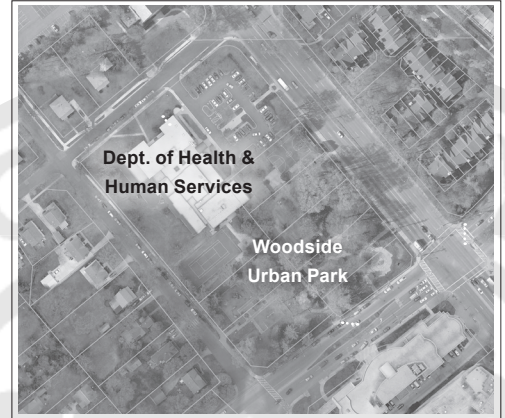 Dept. of Health &
Human Services
Woodside
Urban Park